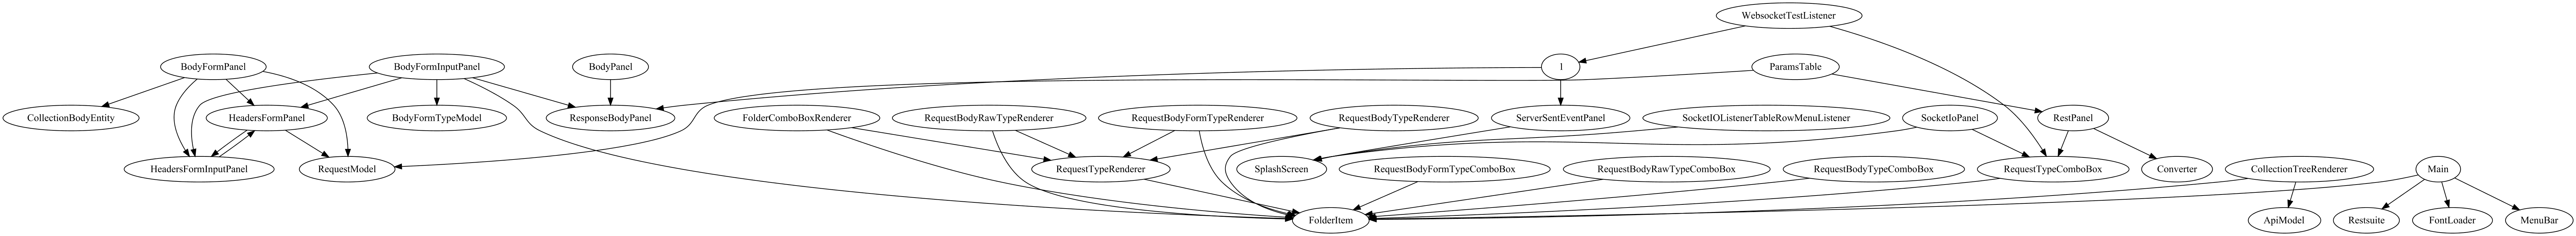 WebsocketTestListener
BodyFormPanel
BodyFormInputPanel
BodyPanel
1
ParamsTable
CollectionBodyEntity
HeadersFormPanel
BodyFormTypeModel
ResponseBodyPanel
FolderComboBoxRenderer
RequestBodyRawTypeRenderer
RequestBodyFormTypeRenderer
RequestBodyTypeRenderer
ServerSentEventPanel
SocketIOListenerTableRowMenuListener
SocketIoPanel
RestPanel
HeadersFormInputPanel
RequestModel
RequestTypeRenderer
SplashScreen
RequestBodyFormTypeComboBox
RequestBodyRawTypeComboBox
RequestBodyTypeComboBox
RequestTypeComboBox
Converter
CollectionTreeRenderer
Main
FolderItem
ApiModel
Restsuite
FontLoader
MenuBar